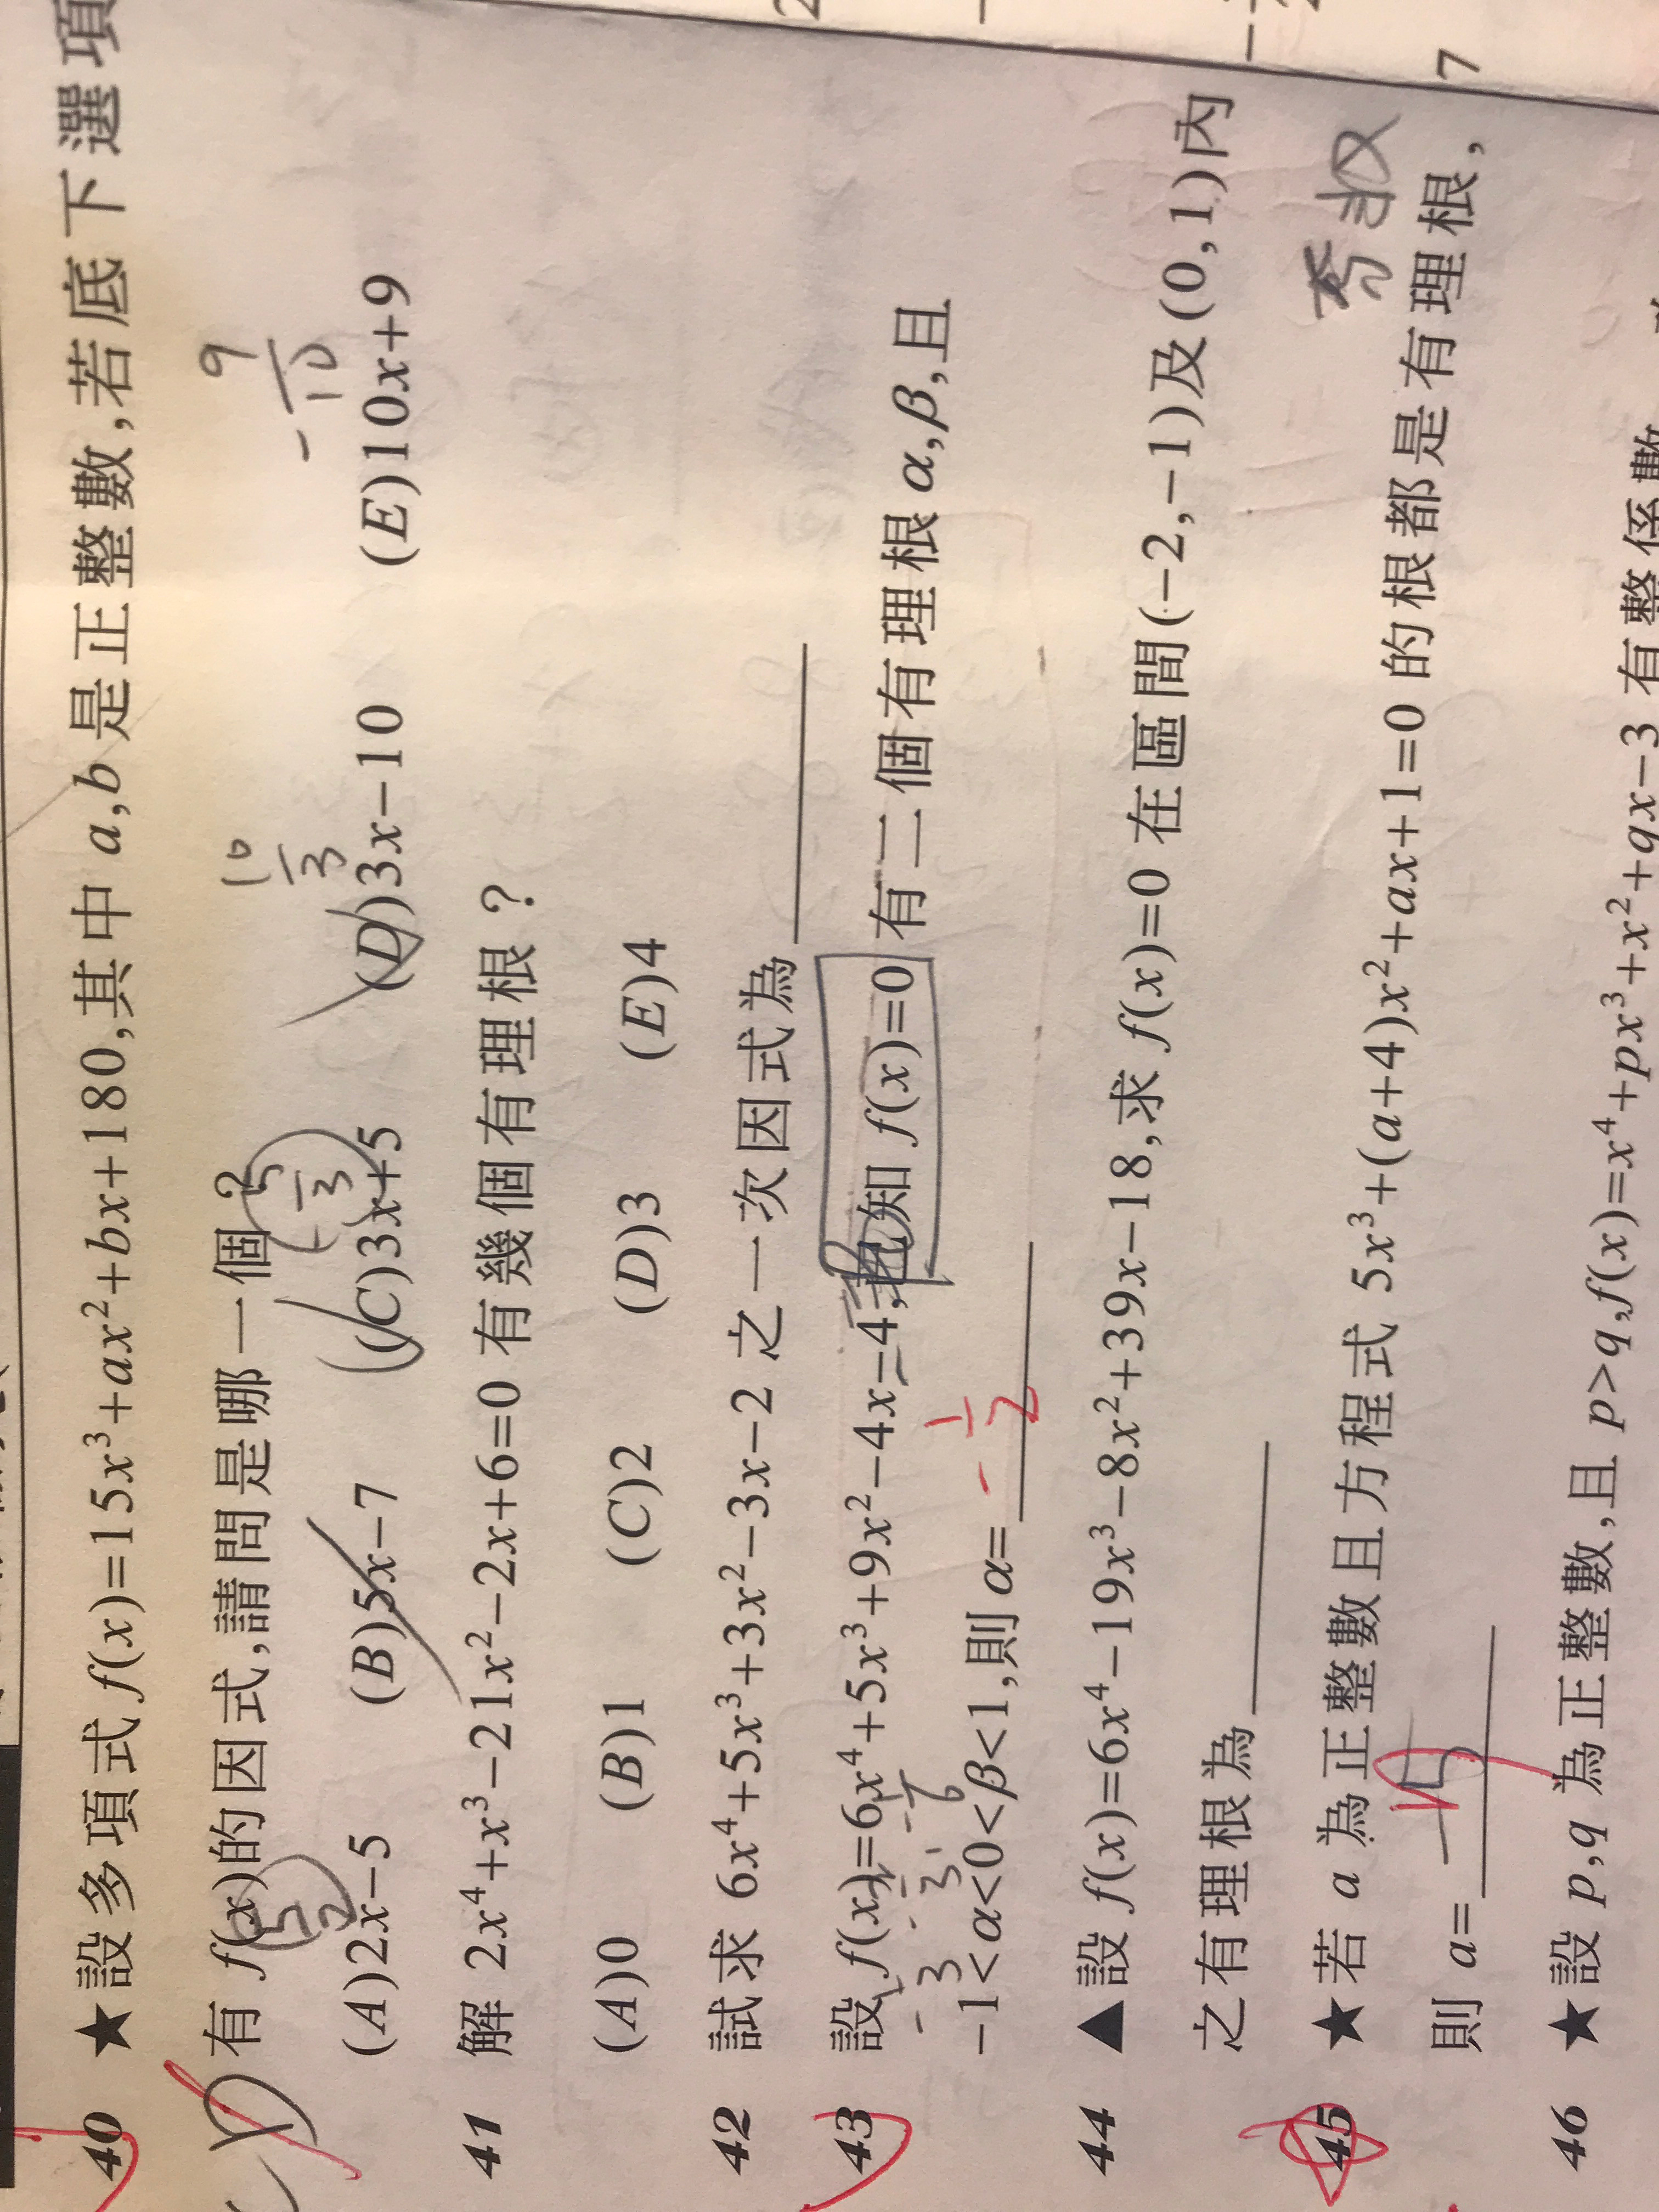 40 ★設多項式 f(x)=15x³+ax²+bx+180,其中 a,b 是正整數,若底下選項
有 f(x)的因式,請問是哪一個?
(A)2x−5 (B)5x−7 (C)3x+5 (D)3x−10 (E)10x+9
41 解 2x⁴+x³−21x²−2x+6=0 有幾個有理根?
(A)0 (B)1 (C)2 (D)3 (E)4
42 試求 6x⁴+5x³+3x²−3x−2 之一次因式為
43 設 f(x)=6x⁴+5x³+9x²−4x−4,已知 f(x)=0 有二個有理根 α,β,且
−1<α<0<β<1,則 α= −1/2
44 ▲設 f(x)=6x⁴−19x³−8x²+39x−18,求 f(x)=0 在區間(−2,−1)及(0,1)內
之有理根為
45 ★若 a 為正整數且方程式 5x³+(a+4)x²+ax+1=0 的根都是有理根,
則 a=
46 ★設 p,q 為正整數,且 p>q,f(x)=x⁴+px³+x²+qx−3 有整係數
7